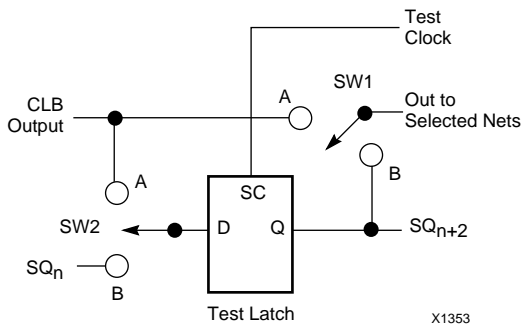 Test
Clock
SW1
A
CLB
Output
Out to
Selected Nets
A
B
SC
SW2
D
Q
SQn+2
SQn
B
Test Latch
X1353